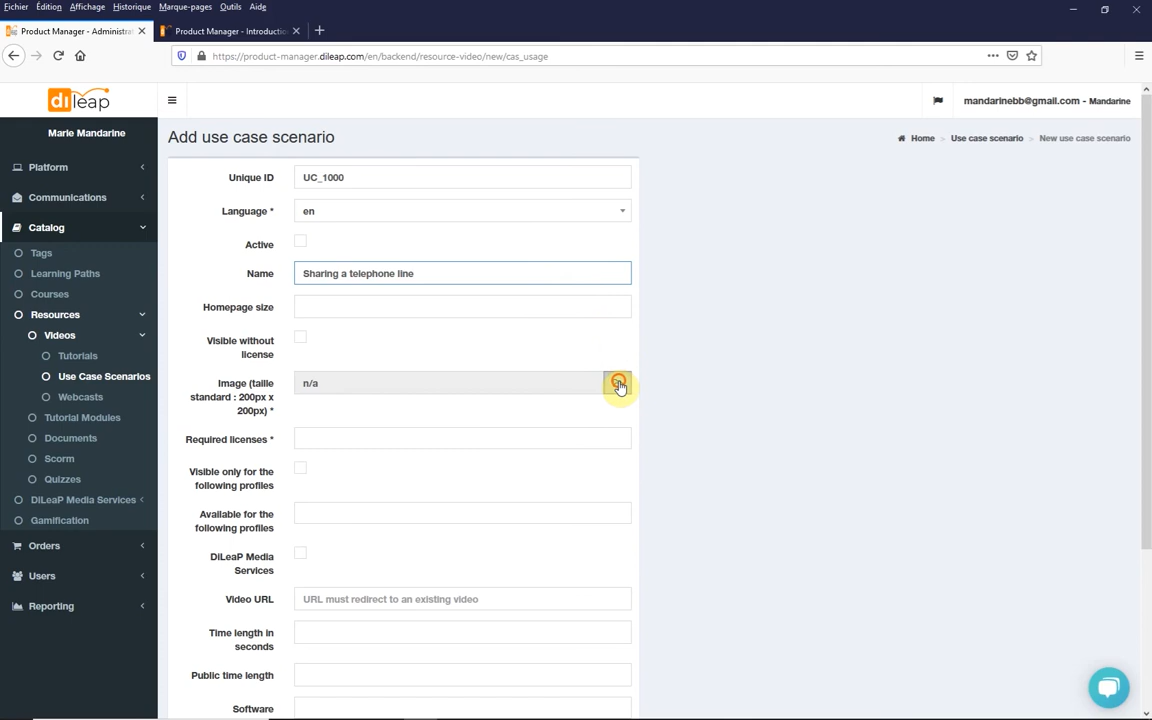 Fichier Édition Affichage Historique Marque-pages Outils Aide
Product Manager - Administrat
Product Manager - Introduction
https://product-manager.dileap.com/en/backend/resource-video/new/cas_usage
dileap
mandarinebb@gmail.com - Mandarine
Marie Mandarine
Add use case scenario
Home > Use case scenario > New use case scenario
Platform
Communications
Catalog
Tags
Learning Paths
Courses
Resources
Videos
Tutorials
Use Case Scenarios
Webcasts
Tutorial Modules
Documents
Scorm
Quizzes
DiLeaP Media Services
Gamification
Orders
Users
Reporting
Unique ID UC_1000
Language * en
Active
Name Sharing a telephone line
Homepage size
Visible without
license
Image (taille n/a
standard : 200px x
200px) *
Required licenses *
Visible only for the
following profiles
Available for the
following profiles
DiLeaP Media
Services
Video URL URL must redirect to an existing video
Time length in
seconds
Public time length
Software